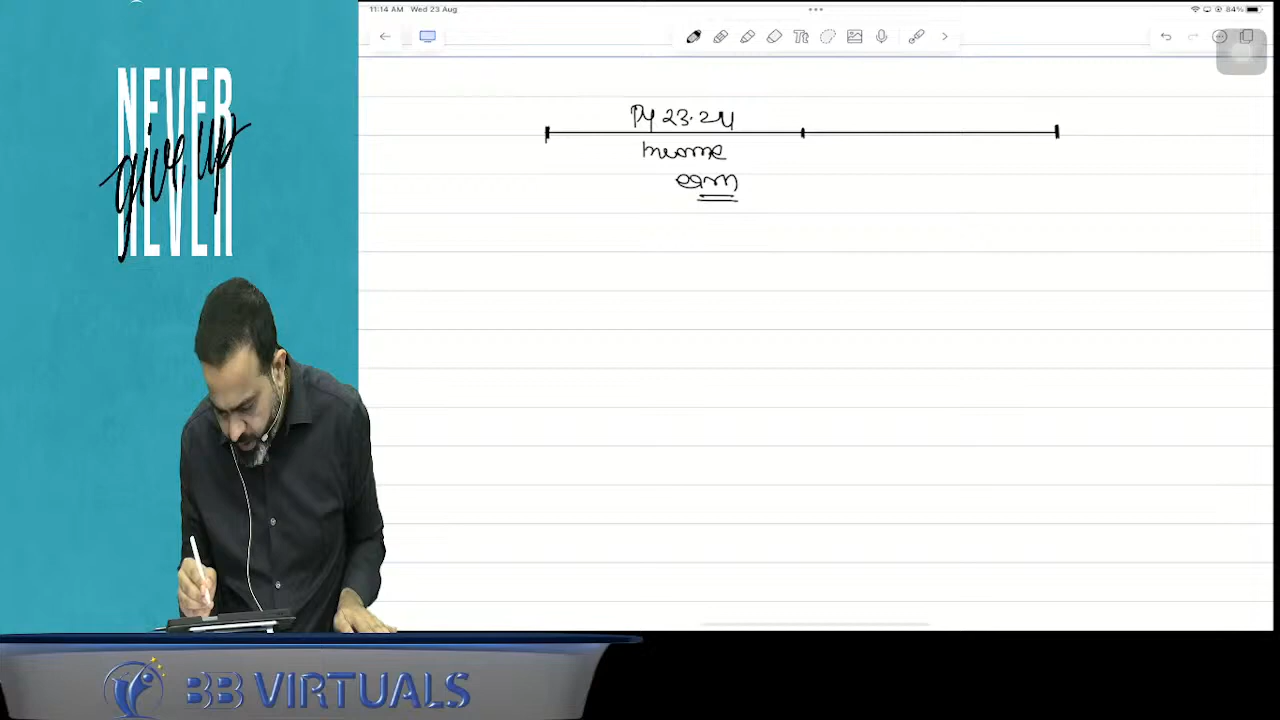 11:14 AM Wed 23 Aug
84%
NEVER
give up
NEVER
PY 23.24
Income
earn
BB VIRTUALS